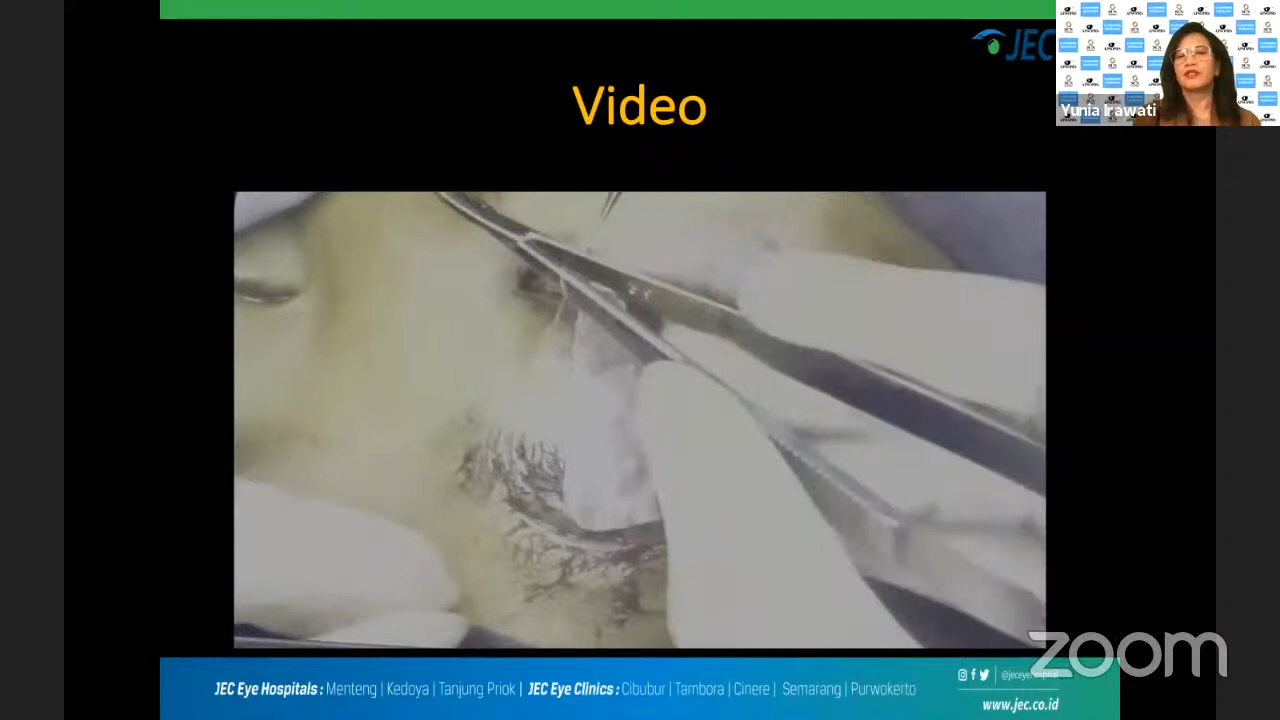 JEC
Yunia Irawati
Video
zoom
JEC Eye Hospitals : Menteng | Kedoya | Tanjung Priok | JEC Eye Clinics : Cibubur | Tambora | Cinere | Semarang | Purwokerto
www.jec.co.id